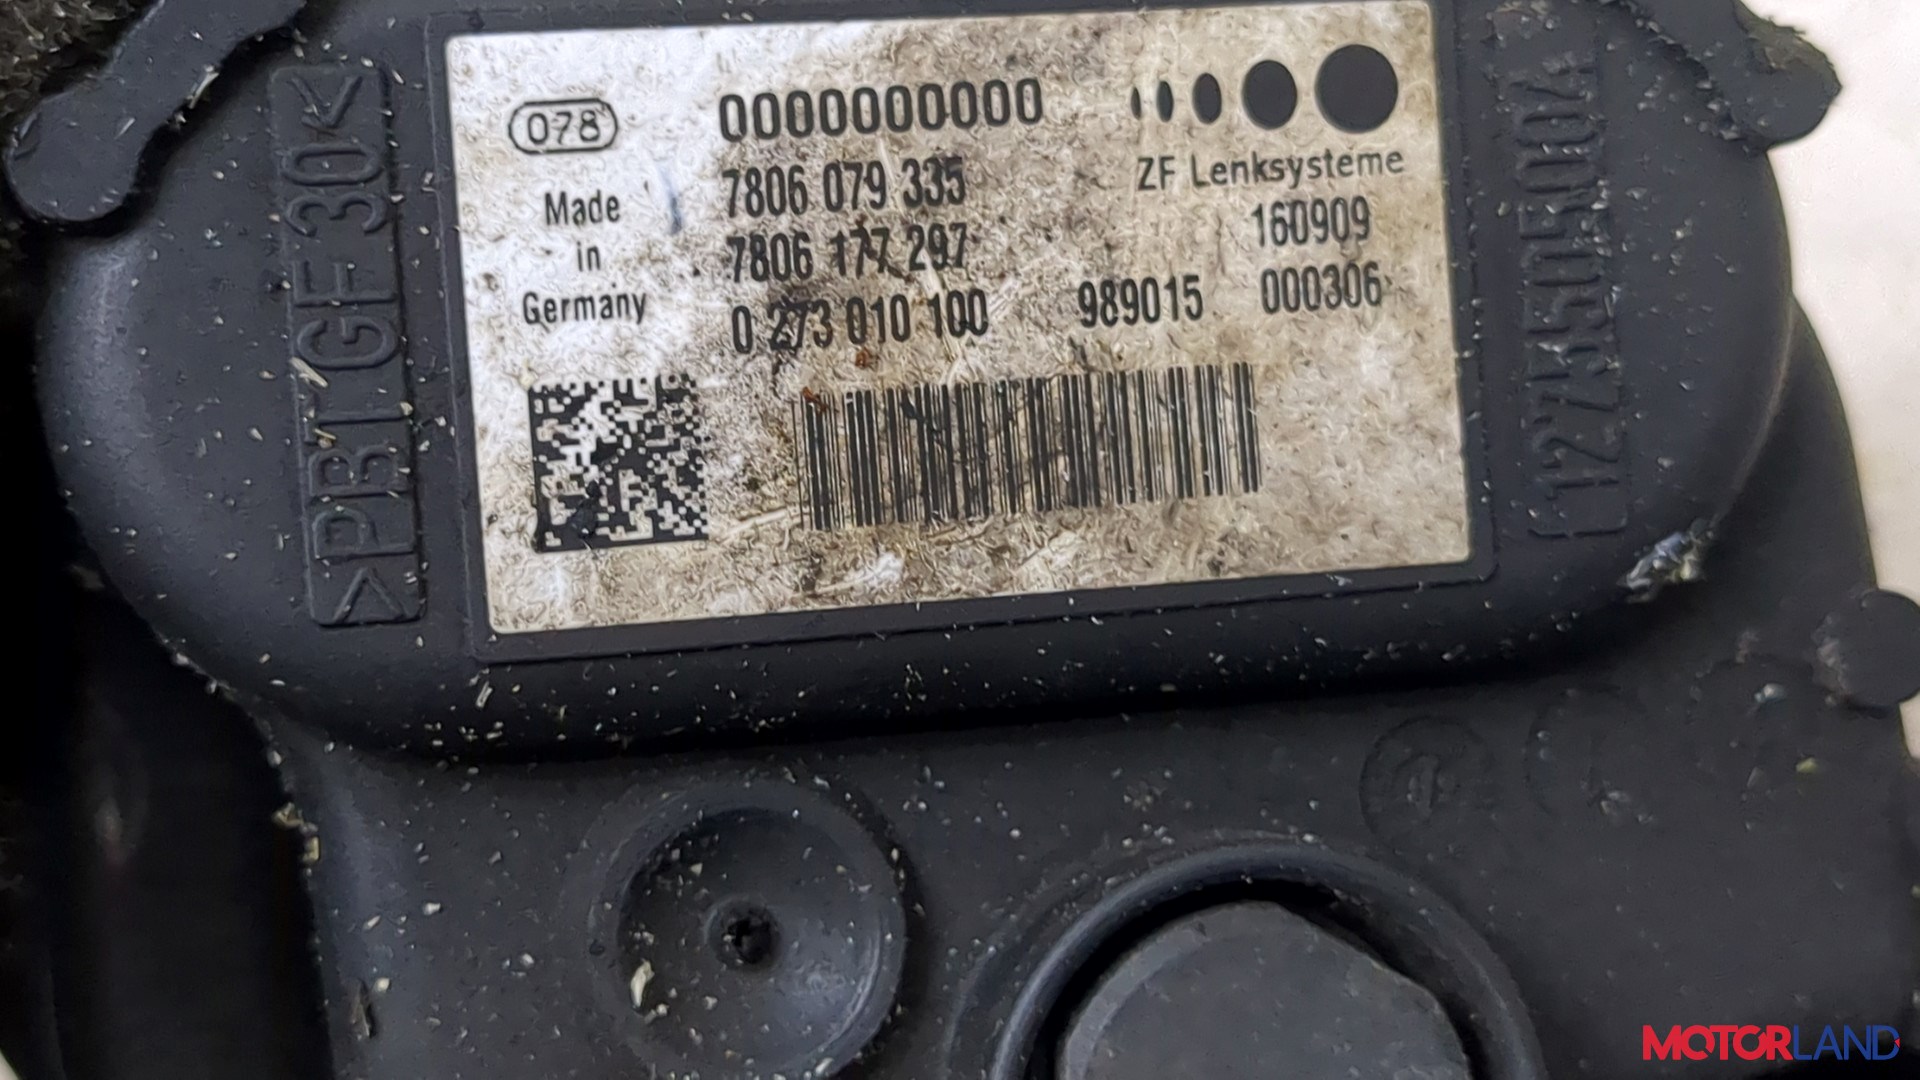 >PBT GF 30<
078
0000000000
ZF Lenksysteme
Made
in
Germany
7806 079 335
160909
7806 177 297
0 273 010 100
989015
000306
MOTORLAND